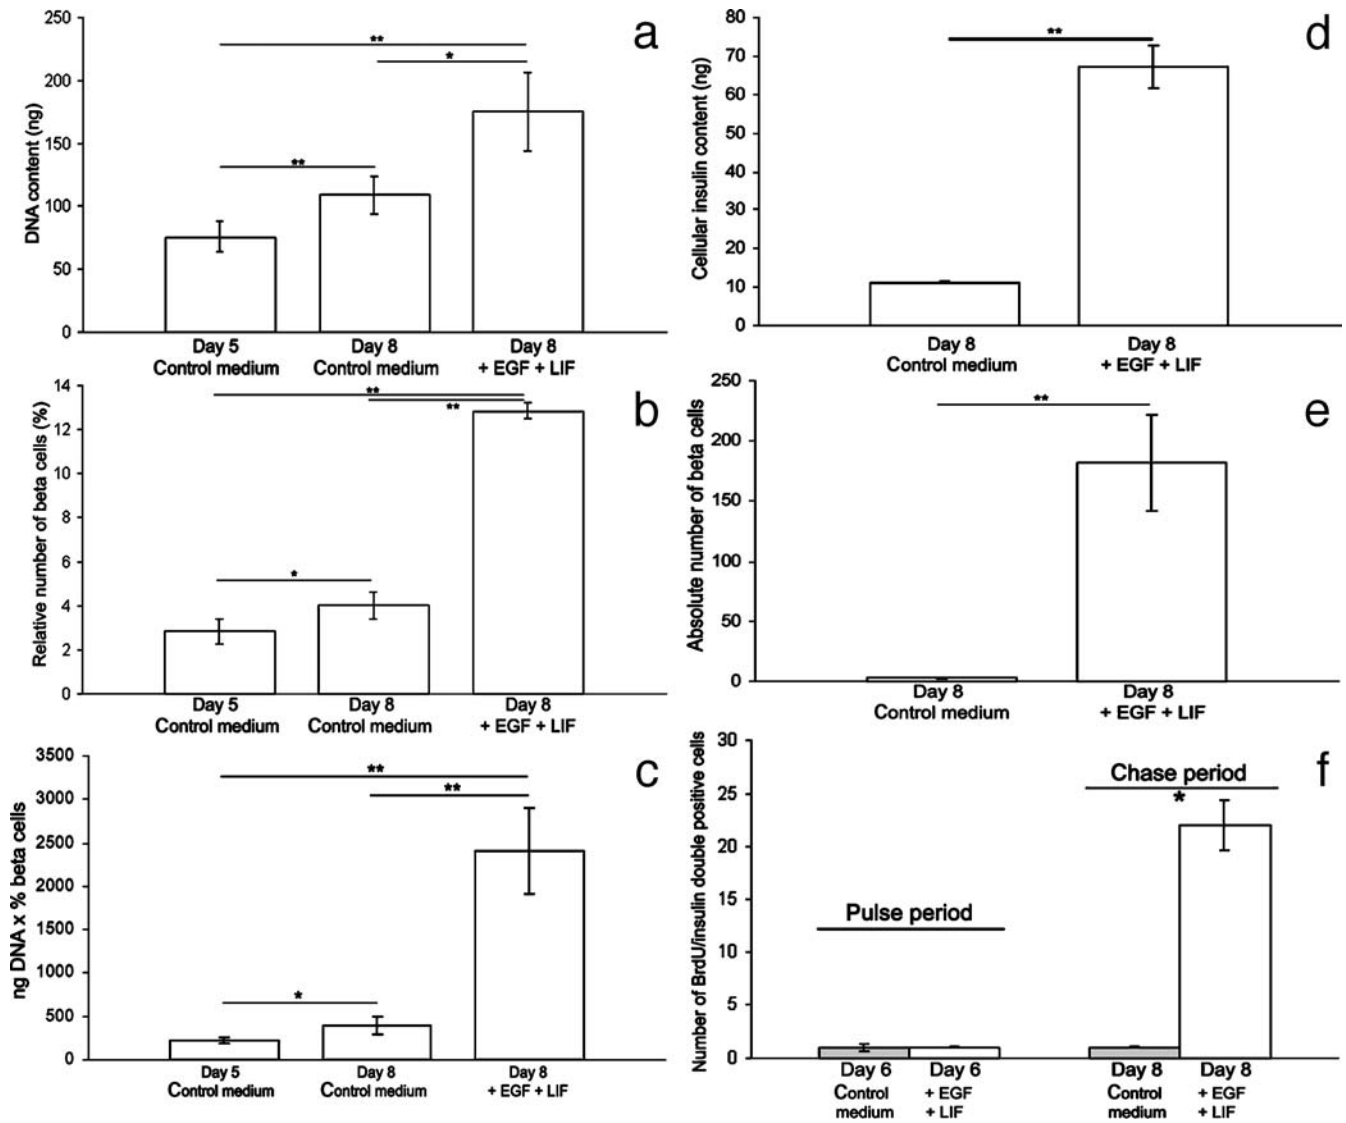 a
DNA content (ng)
250
200
150
100
50
0
**
*
**
Day 5
Control medium
Day 8
Control medium
Day 8
+ EGF + LIF
b
Relative number of beta cells (%)
14
12
10
8
6
4
2
0
**
**
*
Day 5
Control medium
Day 8
Control medium
Day 8
+ EGF + LIF
c
ng DNA x % beta cells
3500
3000
2500
2000
1500
1000
500
0
**
**
*
Day 5
Control medium
Day 8
Control medium
Day 8
+ EGF + LIF
d
Cellular insulin content (ng)
80
70
60
50
40
30
20
10
0
**
Day 8
Control medium
Day 8
+ EGF + LIF
e
Absolute number of beta cells
250
200
150
100
50
0
**
Day 8
Control medium
Day 8
+ EGF + LIF
f
Number of BrdU/insulin double positive cells
30
25
20
15
10
5
0
Pulse period
Chase period
*
Day 6
Control
medium
Day 6
+ EGF
+ LIF
Day 8
Control
medium
Day 8
+ EGF
+ LIF